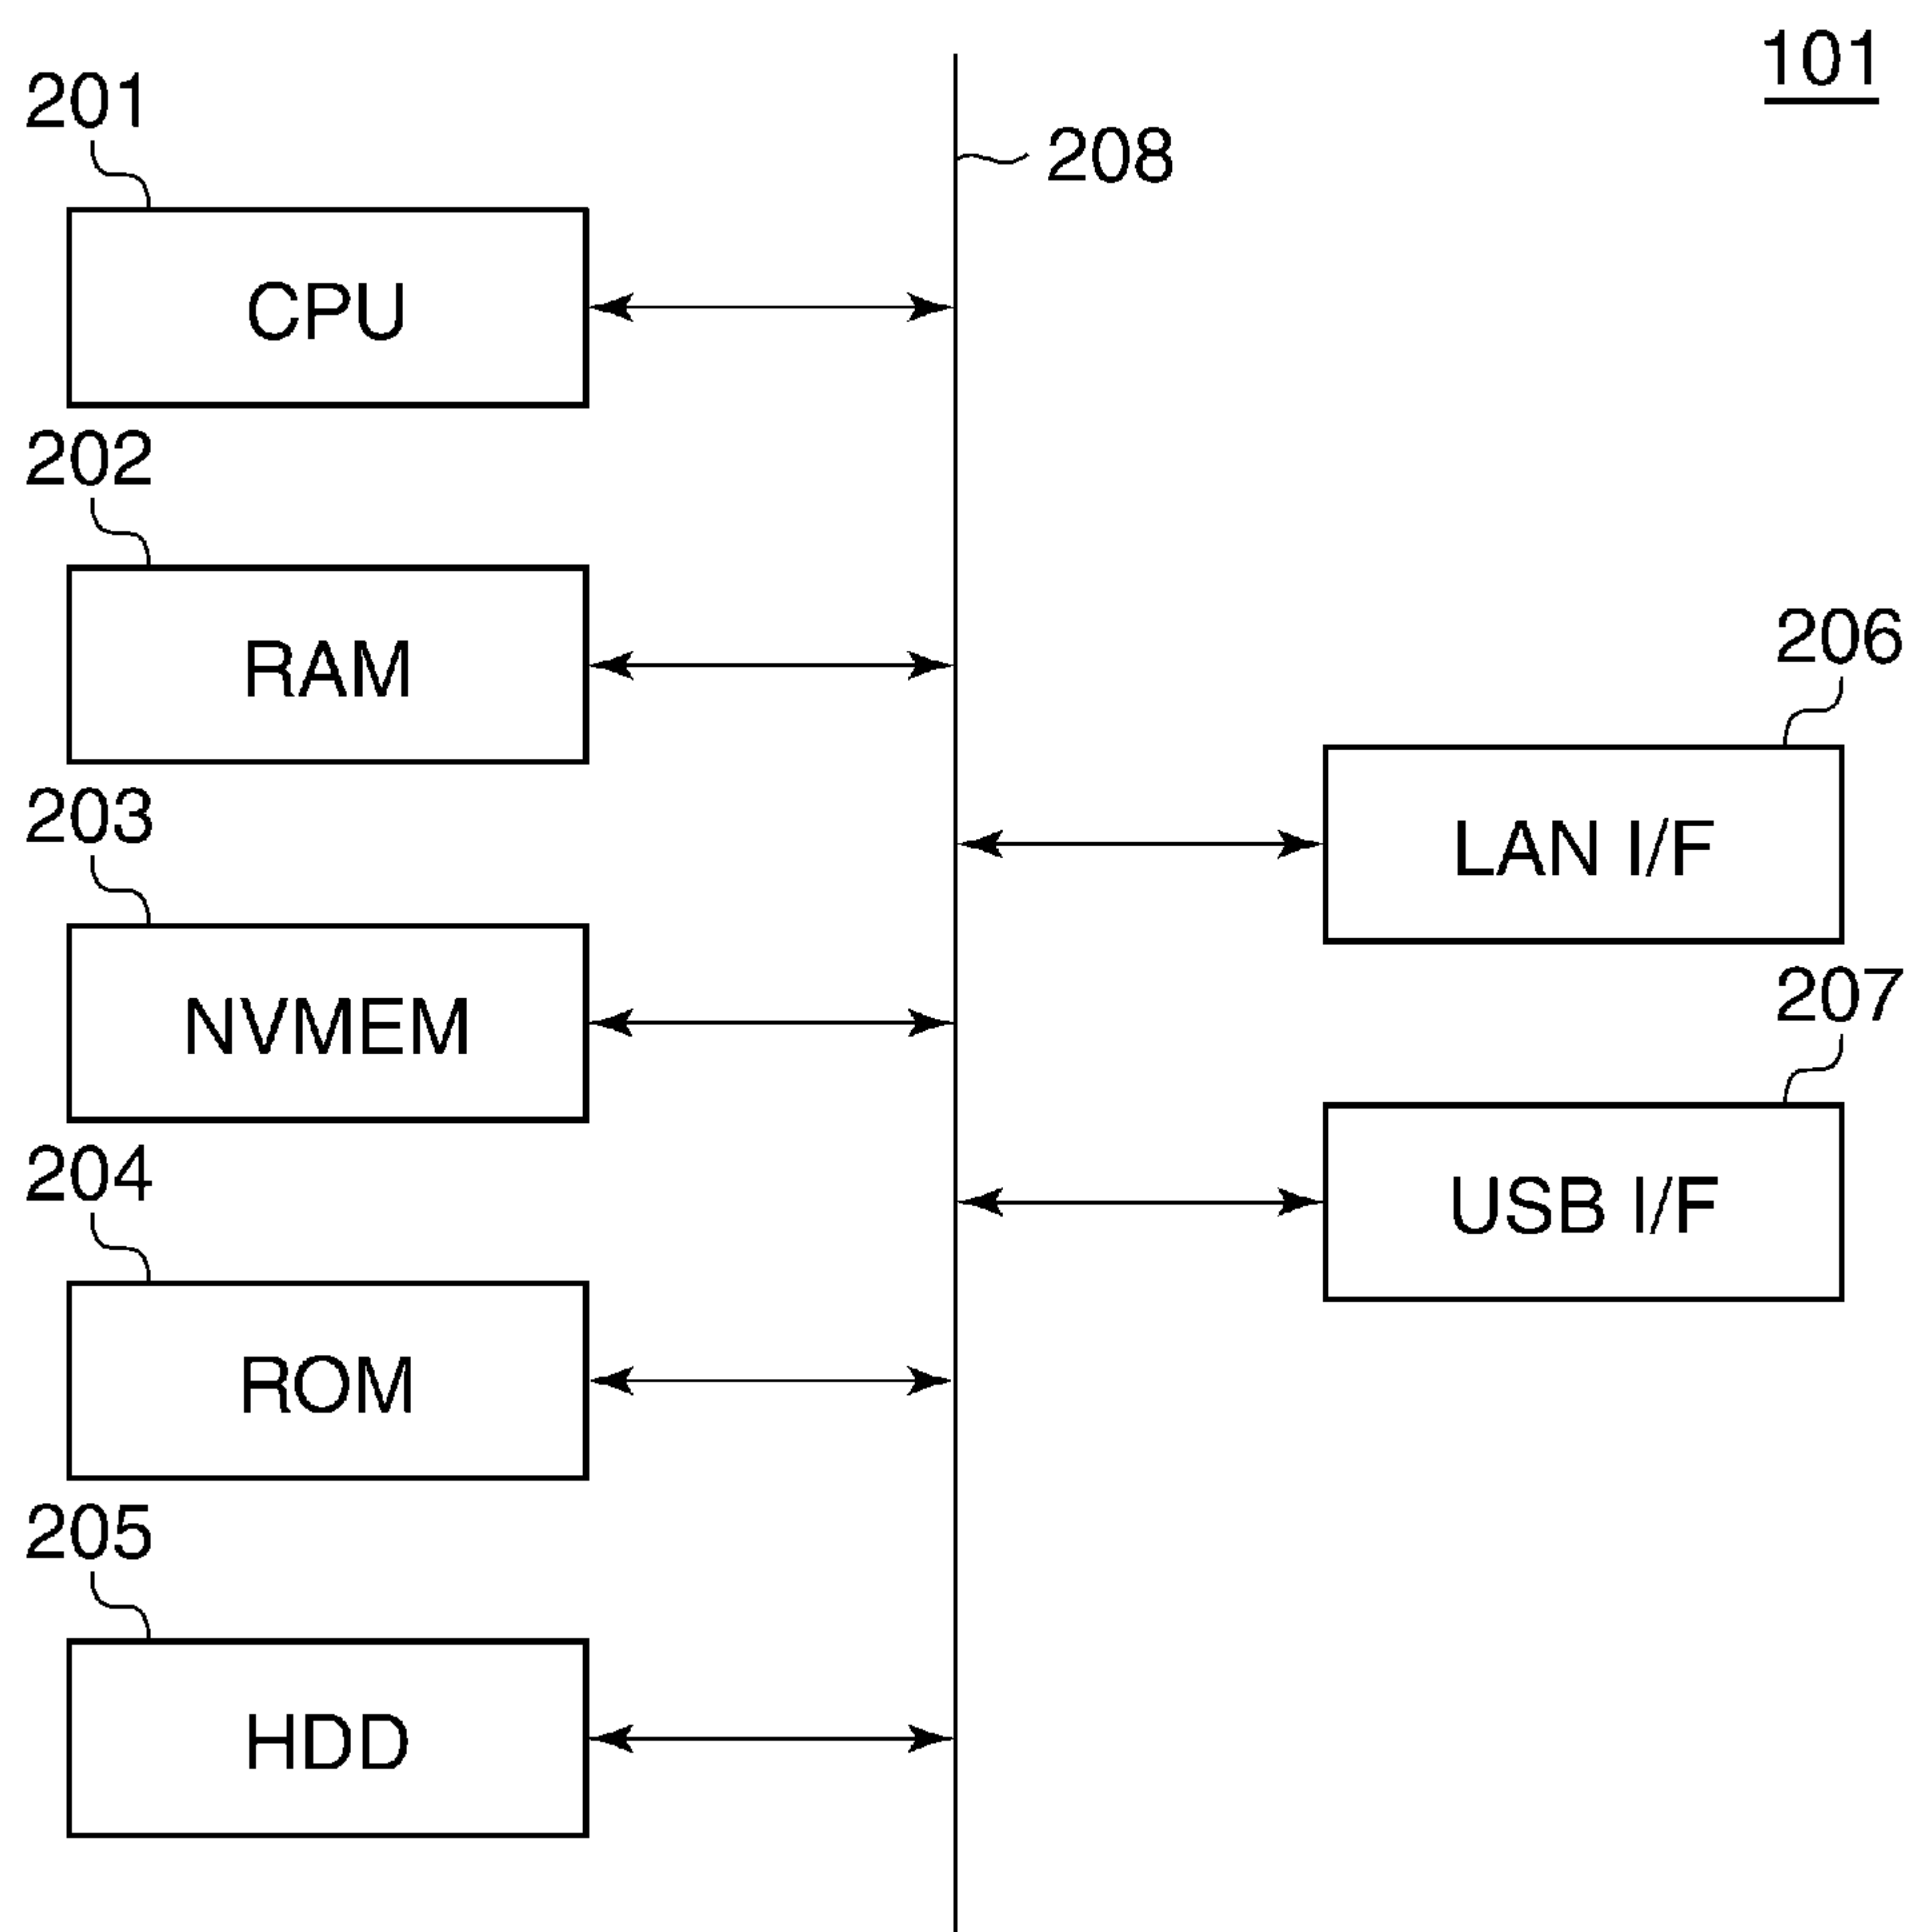 101
201
208
CPU
202
RAM
206
203
LAN I/F
NVMEM
207
204
USB I/F
ROM
205
HDD